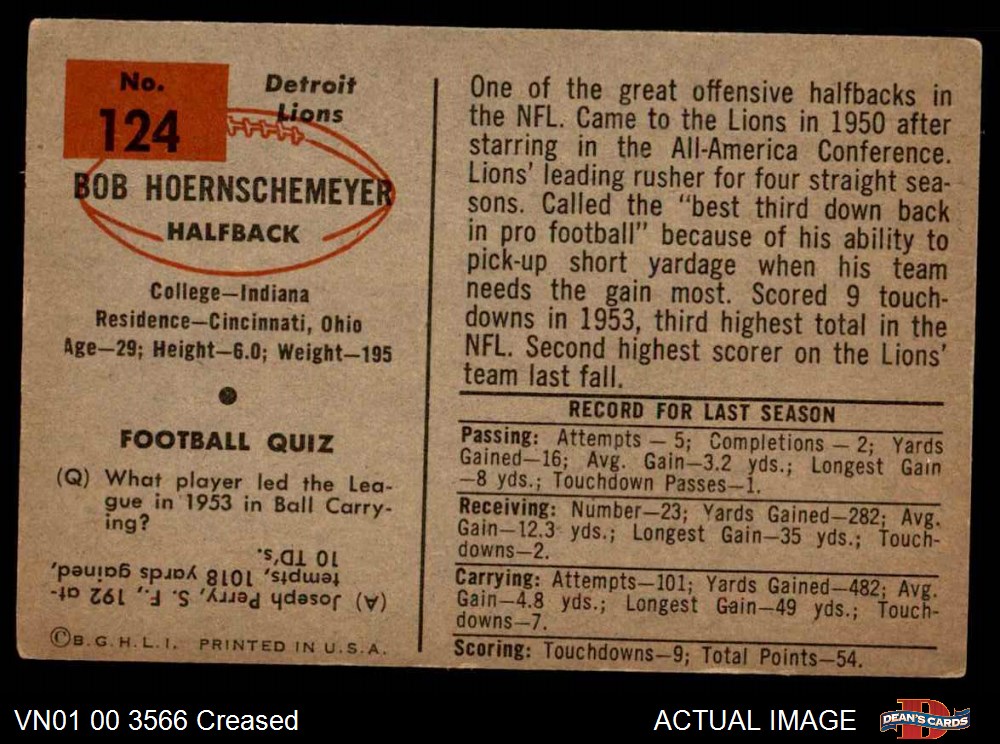 No.
124
Detroit
Lions
BOB HOERNSCHEMEYER
HALFBACK
College—Indiana
Residence—Cincinnati, Ohio
Age—29; Height—6.0; Weight—195
FOOTBALL QUIZ
(Q) What player led the Lea-
gue in 1953 in Ball Carry-
ing?
(A) Joseph Perry, S. F., 192 at-
tempts, 1018 yards gained,
10 TD's.
©B.G.H.L.I. PRINTED IN U.S.A.
One of the great offensive halfbacks in
the NFL. Came to the Lions in 1950 after
starring in the All-America Conference.
Lions' leading rusher for four straight sea-
sons. Called the "best third down back
in pro football" because of his ability to
pick-up short yardage when his team
needs the gain most. Scored 9 touch-
downs in 1953, third highest total in the
NFL. Second highest scorer on the Lions'
team last fall.
RECORD FOR LAST SEASON
Passing: Attempts — 5; Completions — 2; Yards
Gained—16; Avg. Gain—3.2 yds.; Longest Gain
—8 yds.; Touchdown Passes—1.
Receiving: Number—23; Yards Gained—282; Avg.
Gain—12.3 yds.; Longest Gain—35 yds.; Touch-
downs—2.
Carrying: Attempts—101; Yards Gained—482; Avg.
Gain—4.8 yds.; Longest Gain—49 yds.; Touch-
downs—7.
Scoring: Touchdowns—9; Total Points—54.
VN01 00 3566 Creased
ACTUAL IMAGE
DEAN'S CARDS